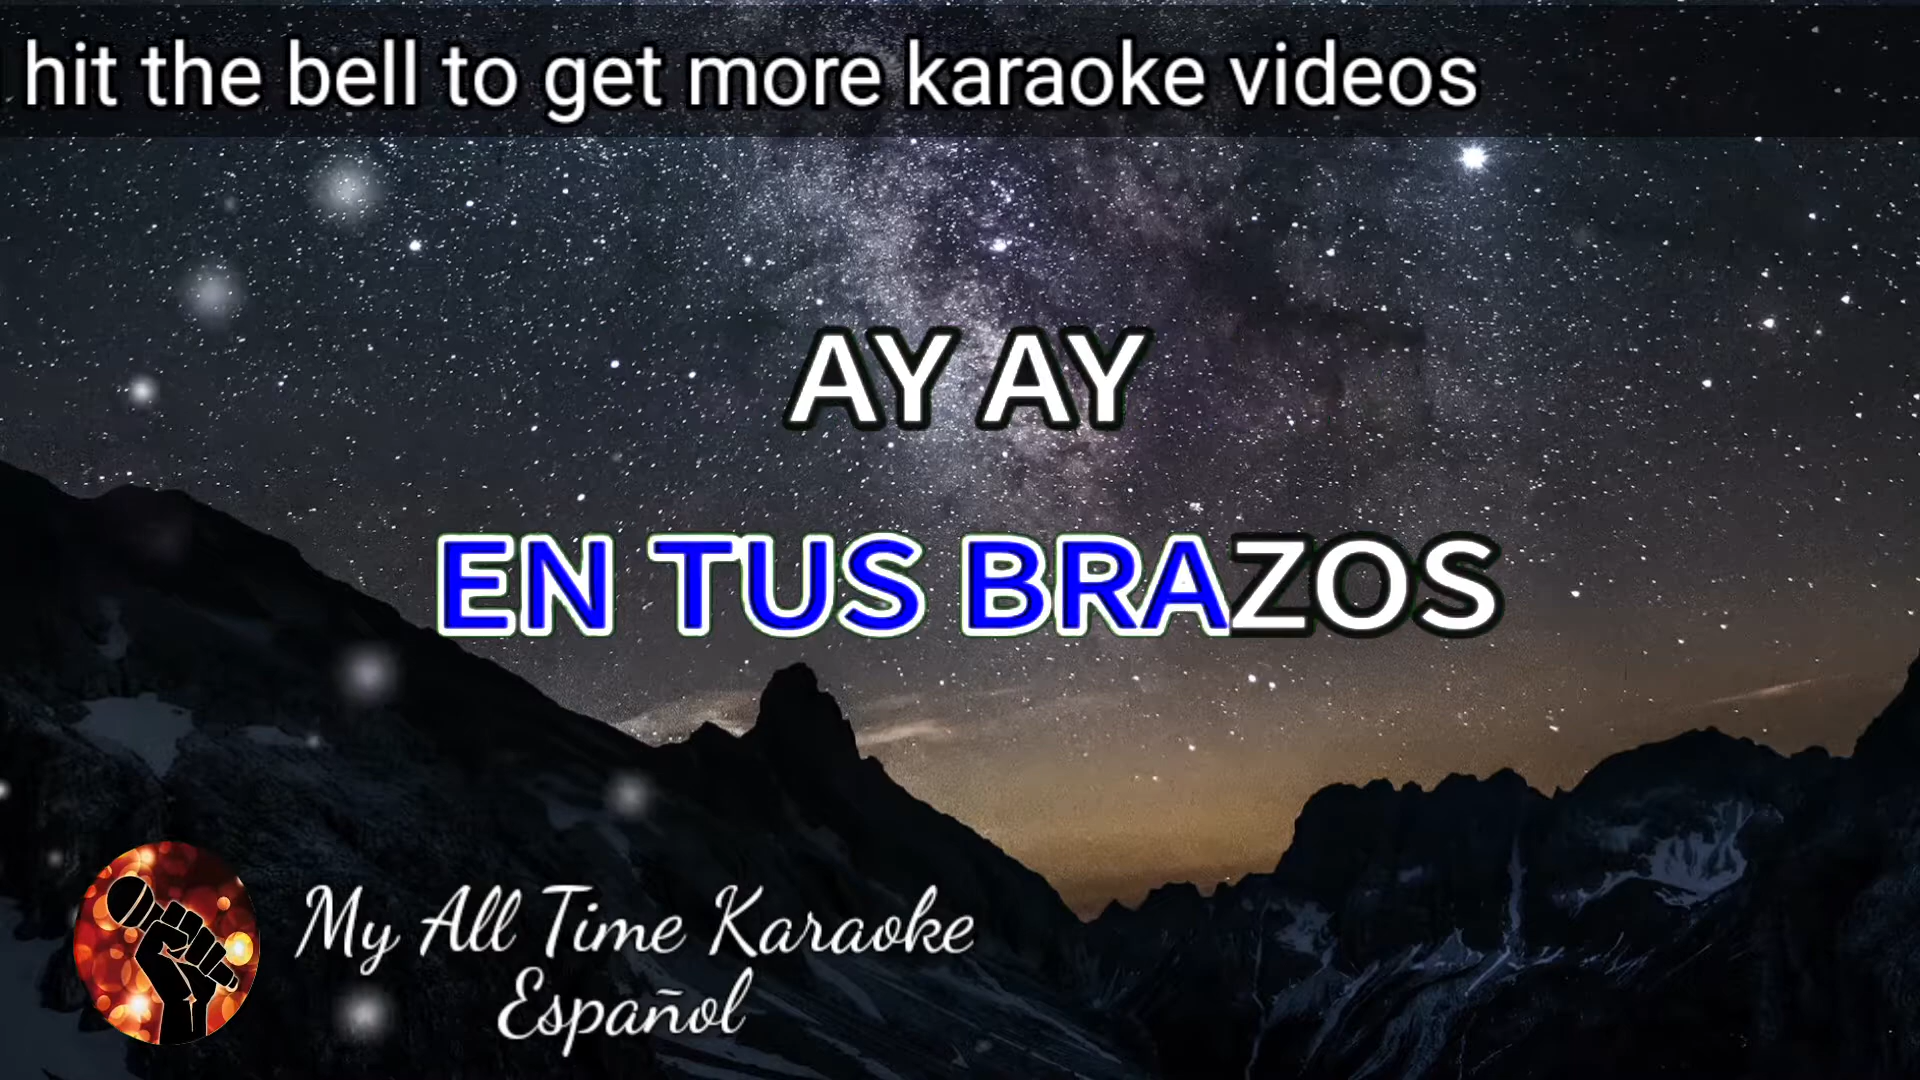 hit the bell to get more karaoke videos
AY AY
EN TUS BRAZOS
My All Time Karaoke
Español